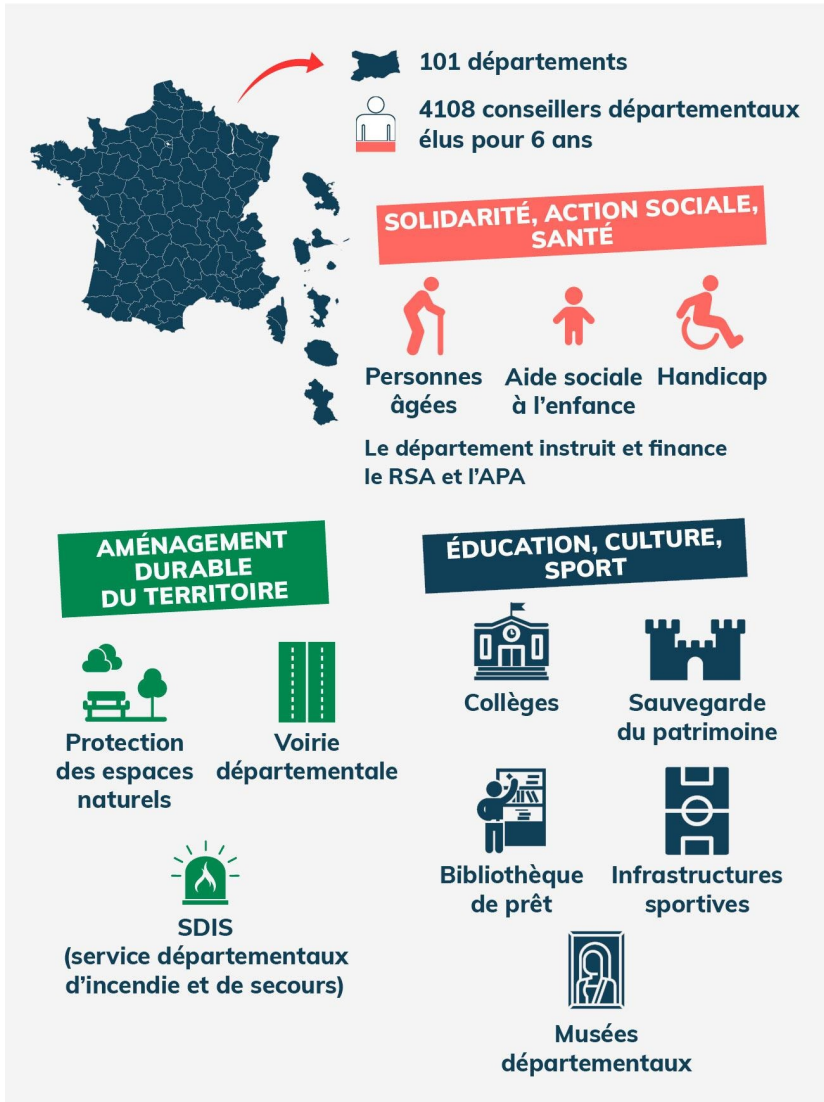 101 départements
4108 conseillers départementaux
élus pour 6 ans
SOLIDARITÉ, ACTION SOCIALE,
SANTÉ
Personnes
âgées
Aide sociale
à l'enfance
Handicap
Le département instruit et finance
le RSA et l'APA
AMÉNAGEMENT
DURABLE
DU TERRITOIRE
Protection
des espaces
naturels
Voirie
départementale
SDIS
(service départementaux
d'incendie et de secours)
ÉDUCATION, CULTURE,
SPORT
Collèges
Sauvegarde
du patrimoine
Bibliothèque
de prêt
Infrastructures
sportives
Musées
départementaux